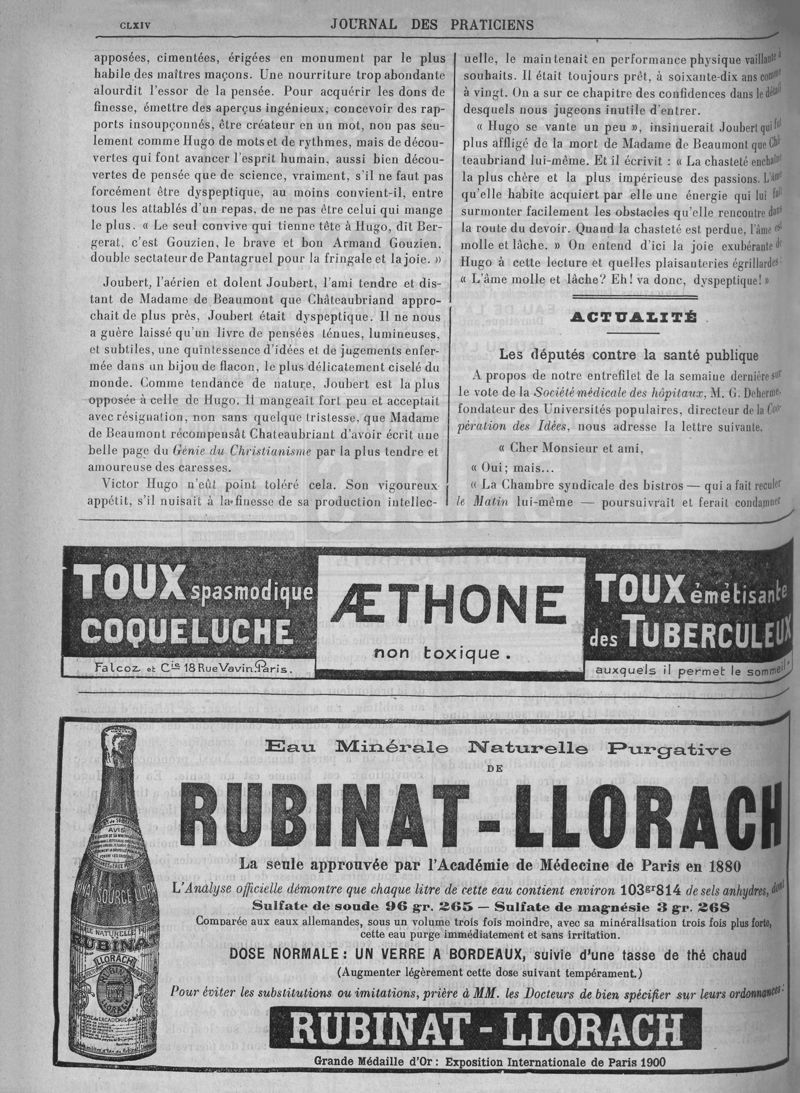 CLXIV
JOURNAL DES PRATICIENS
apposées, cimentées, érigées en monument par le plus
habile des maîtres maçons. Une nourriture trop abondante
alourdit l'essor de la pensée. Pour acquérir les dons de
finesse, émettre des aperçus ingénieux, concevoir des rap-
ports insoupçonnés, être créateur en un mot, non pas seu-
lement comme Hugo de mots et de rythmes, mais de décou-
vertes qui font avancer l'esprit humain, aussi bien décou-
vertes de pensée que de science, vraiment, s'il ne faut pas
forcément être dyspeptique, au moins convient-il, entre
tous les attablés d'un repas, de ne pas être celui qui mange
le plus. « Le seul convive qui tienne tête à Hugo, dit Ber-
gerat, c'est Gouzien, le brave et bon Armand Gouzien,
double sectateur de Pantagruel pour la fringale et la joie. »
Joubert, l'aérien et dolent Joubert, l'ami tendre et dis-
tant de Madame de Beaumont que Châteaubriand appro-
chait de plus près, Joubert était dyspeptique. Il ne nous
a guère laissé qu'un livre de pensées ténues, lumineuses,
et subtiles, une quintessence d'idées et de jugements enfer-
mée dans un bijou de flacon, le plus délicatement ciselé du
monde. Comme tendance de nature, Joubert est la plus
opposée à celle de Hugo. Il mangeait fort peu et acceptait
avec résignation, non sans quelque tristesse, que Madame
de Beaumont récompensât Chateaubriant d'avoir écrit une
belle page du Génie du Christianisme par la plus tendre et
amoureuse des caresses.
Victor Hugo n'eût point toléré cela. Son vigoureux
appétit, s'il nuisait à la finesse de sa production intellec-
uelle, le maintenait en performance physique vaillante à
souhaits. Il était toujours prêt, à soixante-dix ans comme
à vingt. On a sur ce chapitre des confidences dans le détail
desquels nous jugeons inutile d'entrer.
« Hugo se vante un peu », insinuerait Joubert qui fut
plus affligé de la mort de Madame de Beaumont que Châ-
teaubriand lui-même. Et il écrivit : « La chasteté enchaîne
la plus chère et la plus impérieuse des passions. L'âme
qu'elle habite acquiert par elle une énergie qui lui fait
surmonter facilement les obstacles qu'elle rencontre dans
la route du devoir. Quand la chasteté est perdue, l'âme est
molle et lâche. » On entend d'ici la joie exubérante de
Hugo à cette lecture et quelles plaisanteries égrillardes.
« L'âme molle et lâche? Eh! va donc, dyspeptique! »
ACTUALITÉ
Les députés contre la santé publique
A propos de notre entrefilet de la semaine dernière sur
le vote de la Société médicale des hôpitaux, M. G. Deherme,
fondateur des Universités populaires, directeur de la Coo-
pération des Idées, nous adresse la lettre suivante.
« Cher Monsieur et ami,
« Oui; mais...
« La Chambre syndicale des bistros — qui a fait reculer
le Matin lui-même — poursuivrait et ferait condamner
TOUX spasmodique
COQUELUCHE
Falcoz et Cie 18 Rue Vavin. Paris.
ÆTHONE
non toxique.
TOUX émétisante
des TUBERCULEUX
auxquels il permet le sommeil.
Eau Minérale Naturelle Purgative
DE
RUBINAT-LLORACH
La seule approuvée par l'Académie de Médecine de Paris en 1880
L'Analyse officielle démontre que chaque litre de cette eau contient environ 103gr814 de sels anhydres, dont
Sulfate de soude 96 gr. 265 — Sulfate de magnésie 3 gr. 268
Comparée aux eaux allemandes, sous un volume trois fois moindre, avec sa minéralisation trois fois plus forte,
cette eau purge immédiatement et sans irritation.
DOSE NORMALE : UN VERRE A BORDEAUX, suivie d'une tasse de thé chaud
(Augmenter légèrement cette dose suivant tempérament.)
Pour éviter les substitutions ou imitations, prière à MM. les Docteurs de bien spécifier sur leurs ordonnances :
RUBINAT - LLORACH
Grande Médaille d'Or : Exposition Internationale de Paris 1900
AVIS
RUBINAT
LLORACH
RUBINAT
LLORACH